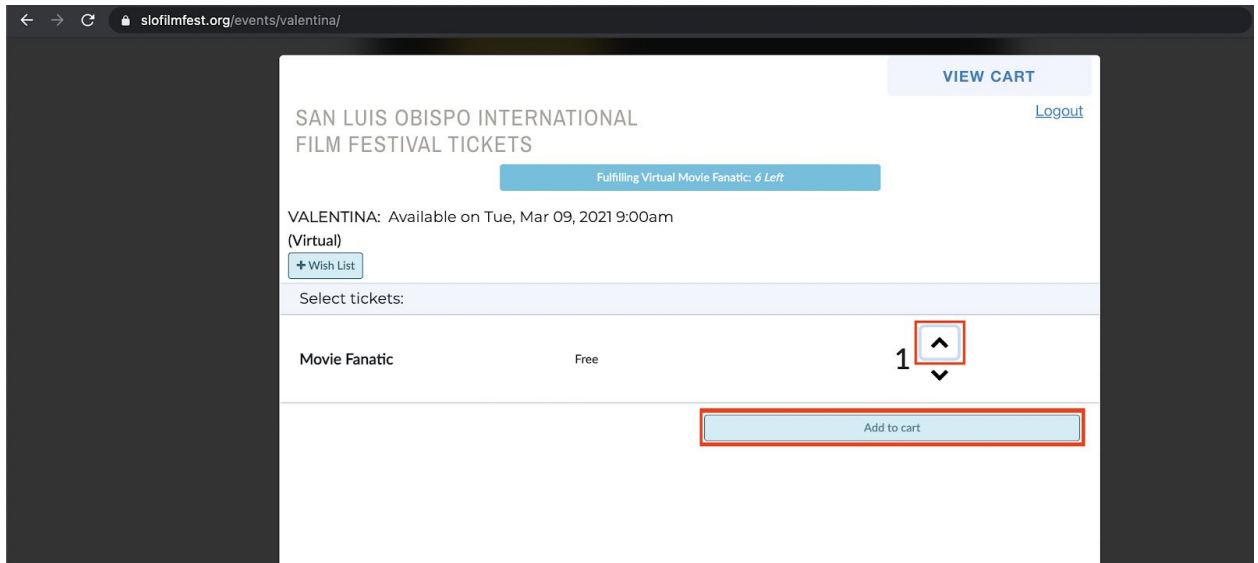 slofilmfest.org/events/valentina/
VIEW CART
Logout
SAN LUIS OBISPO INTERNATIONAL
FILM FESTIVAL TICKETS
Fulfilling Virtual Movie Fanatic: 6 Left
VALENTINA: Available on Tue, Mar 09, 2021 9:00am
(Virtual)
+ Wish List
Select tickets:
Movie Fanatic Free 1
Add to cart